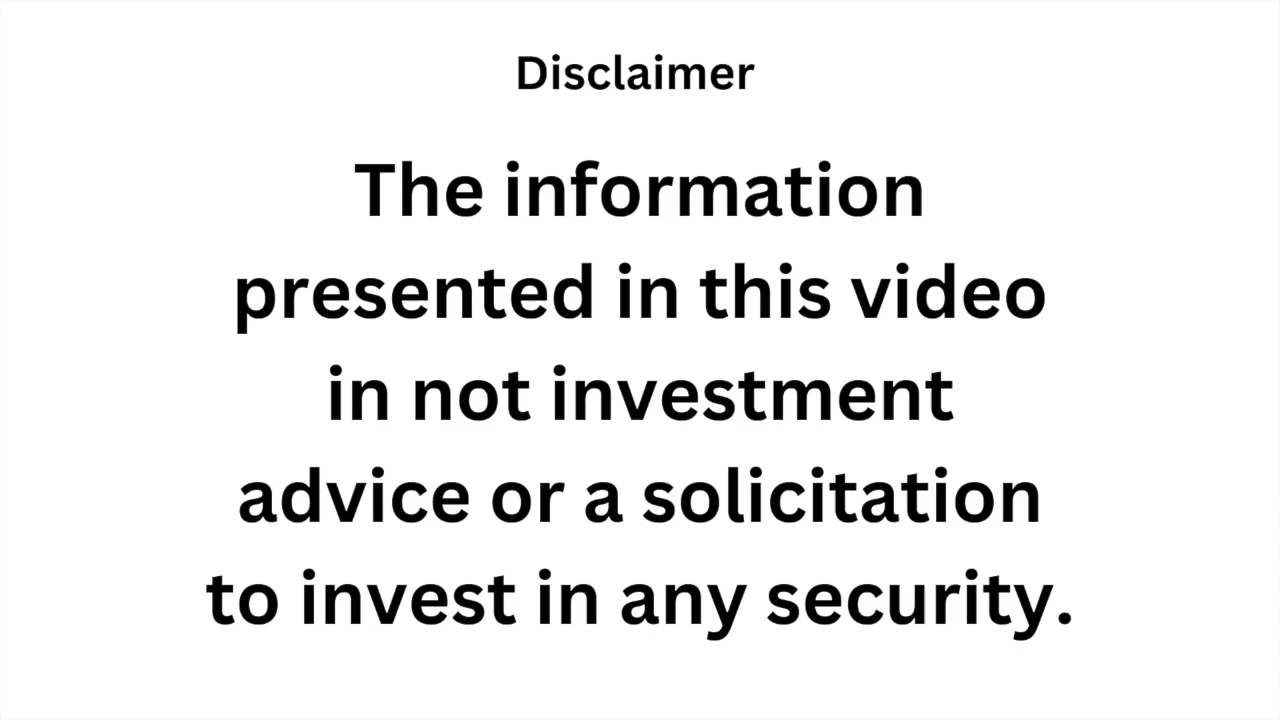 Disclaimer
The information
presented in this video
in not investment
advice or a solicitation
to invest in any security.